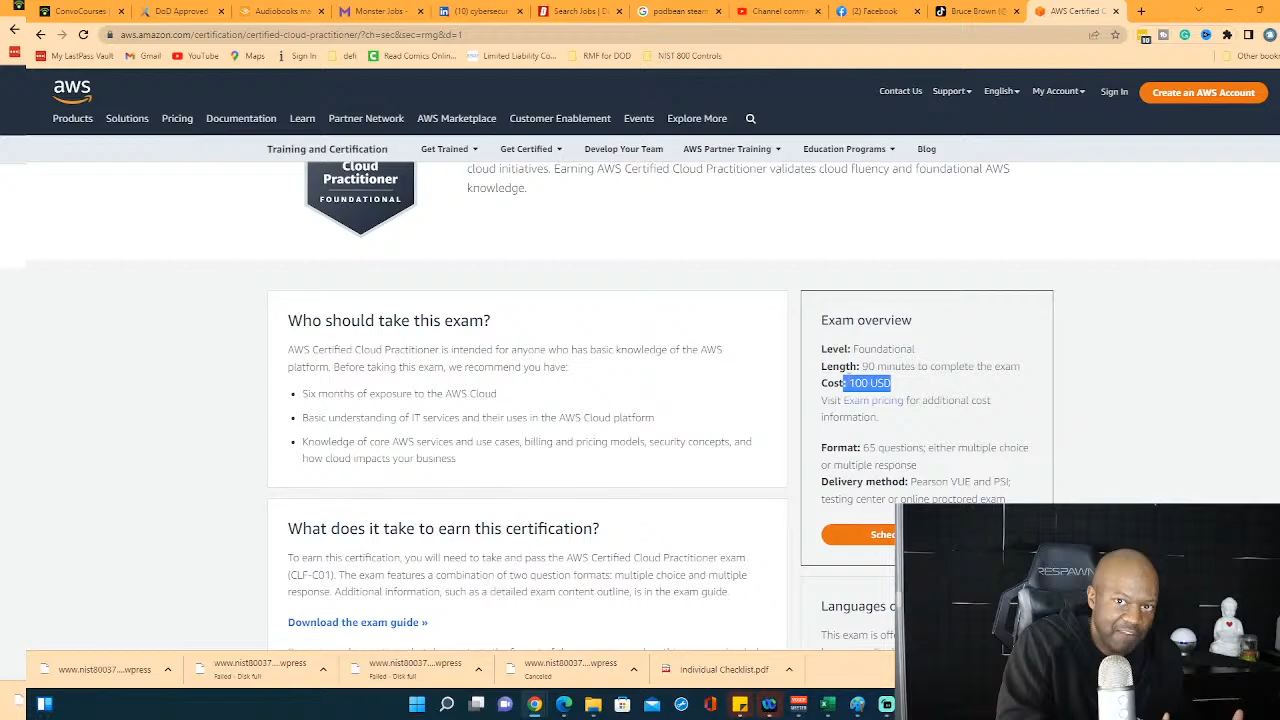 ConvoCourses
DoD Approved
Audiobooks
Monster Jobs -
(10) cybersecur
Search Jobs | D
podbean steam
Channel comme
(2) Facebook
Bruce Brown (@
AWS Certified C
aws.amazon.com/certification/certified-cloud-practitioner/?ch=sec&sec=rmg&d=1
My LastPass Vault
Gmail
YouTube
Maps
Sign In
defi
Read Comics Onlin...
Limited Liability Co...
RMF for DOD
NIST 800 Controls
Other book
aws
Contact Us
Support
English
My Account
Sign In
Create an AWS Account
Products
Solutions
Pricing
Documentation
Learn
Partner Network
AWS Marketplace
Customer Enablement
Events
Explore More
Training and Certification
Get Trained
Get Certified
Develop Your Team
AWS Partner Training
Education Programs
Blog
Cloud
Practitioner
FOUNDATIONAL
cloud initiatives. Earning AWS Certified Cloud Practitioner validates cloud fluency and foundational AWS
knowledge.
Who should take this exam?
AWS Certified Cloud Practitioner is intended for anyone who has basic knowledge of the AWS
platform. Before taking this exam, we recommend you have:
• Six months of exposure to the AWS Cloud
• Basic understanding of IT services and their uses in the AWS Cloud platform
• Knowledge of core AWS services and use cases, billing and pricing models, security concepts, and
how cloud impacts your business
What does it take to earn this certification?
To earn this certification, you will need to take and pass the AWS Certified Cloud Practitioner exam
(CLF-C01). The exam features a combination of two question formats: multiple choice and multiple
response. Additional Information, such as a detailed exam content outline, is in the exam guide.
Download the exam guide »
Exam overview
Level: Foundational
Length: 90 minutes to complete the exam
Cost: 100 USD
Visit Exam pricing for additional cost
information.
Format: 65 questions; either multiple choice
or multiple response
Delivery method: Pearson VUE and PSI;
testing center or online proctored exam
Sched
Languages o
This exam is offe
RESPAWN
www.nist80037....wpress
www.nist80037....wpress
Failed - Disk full
www.nist80037....wpress
Failed - Disk full
www.nist80037....wpress
Canceled
Individual Checklist.pdf